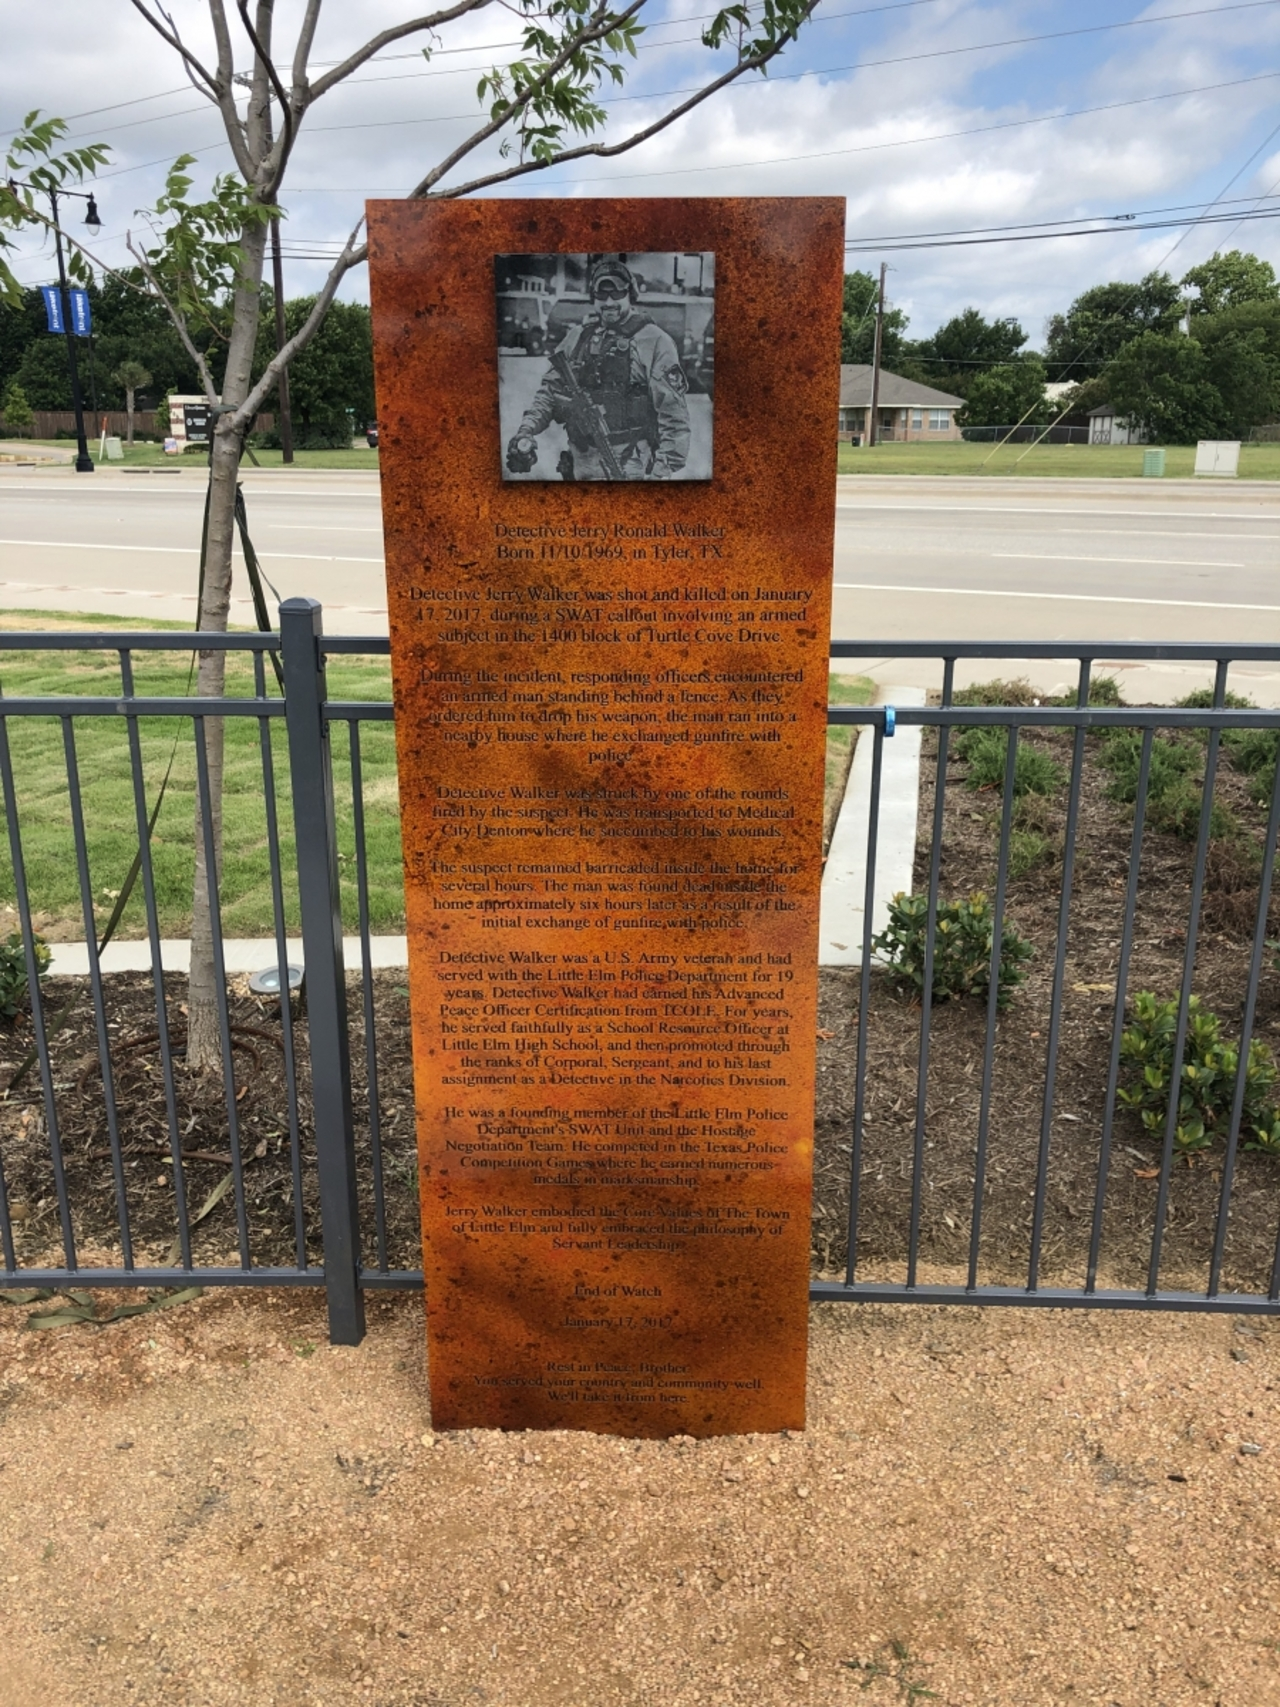 Detective Jerry Ronald Walker
Born 11/10/1969, in Tyler, TX
Detective Jerry Walker was shot and killed on January
17, 2017, during a SWAT callout involving an armed
subject in the 1400 block of Turtle Cove Drive.
During the incident, responding officers encountered
an armed man standing behind a fence. As they
ordered him to drop his weapon, the man ran into a
nearby house where he exchanged gunfire with
police.
Detective Walker was struck by one of the rounds
fired by the suspect. He was transported to Medical
City Denton where he succumbed to his wounds.
The suspect remained barricaded inside the home for
several hours. The man was found dead inside the
home approximately six hours later as a result of the
initial exchange of gunfire with police.
Detective Walker was a U.S. Army veteran and had
served with the Little Elm Police Department for 19
years. Detective Walker had earned his Advanced
Peace Officer Certification from TCOLE. For years,
he served faithfully as a School Resource Officer at
Little Elm High School, and then promoted through
the ranks of Corporal, Sergeant, and to his last
assignment as a Detective in the Narcotics Division.
He was a founding member of the Little Elm Police
Department's SWAT Unit and the Hostage
Negotiation Team. He competed in the Texas Police
Competition Games where he earned numerous
medals in marksmanship.
Jerry Walker embodied the Core Values of The Town
of Little Elm and fully embraced the philosophy of
Servant Leadership.
End of Watch
January 17, 2017
Rest in Peace, Brother.
You served your country and community well.
We'll take it from here.